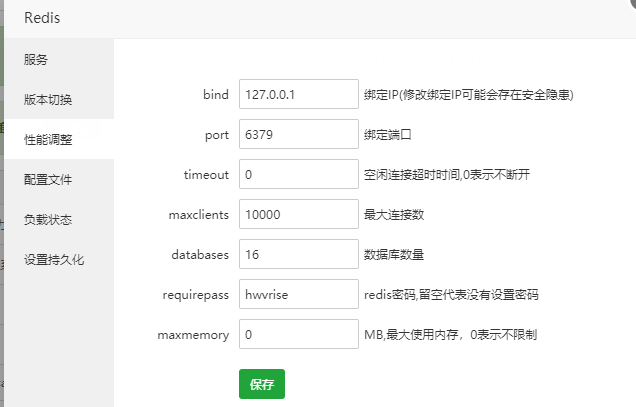 Redis
服务
版本切换
性能调整
配置文件
负载状态
设置持久化
bind 127.0.0.1 绑定IP(修改绑定IP可能会存在安全隐患)
port 6379 绑定端口
timeout 0 空闲连接超时时间,0表示不断开
maxclients 10000 最大连接数
databases 16 数据库数量
requirepass hwvrise redis密码,留空代表没有设置密码
maxmemory 0 MB,最大使用内存，0表示不限制
保存